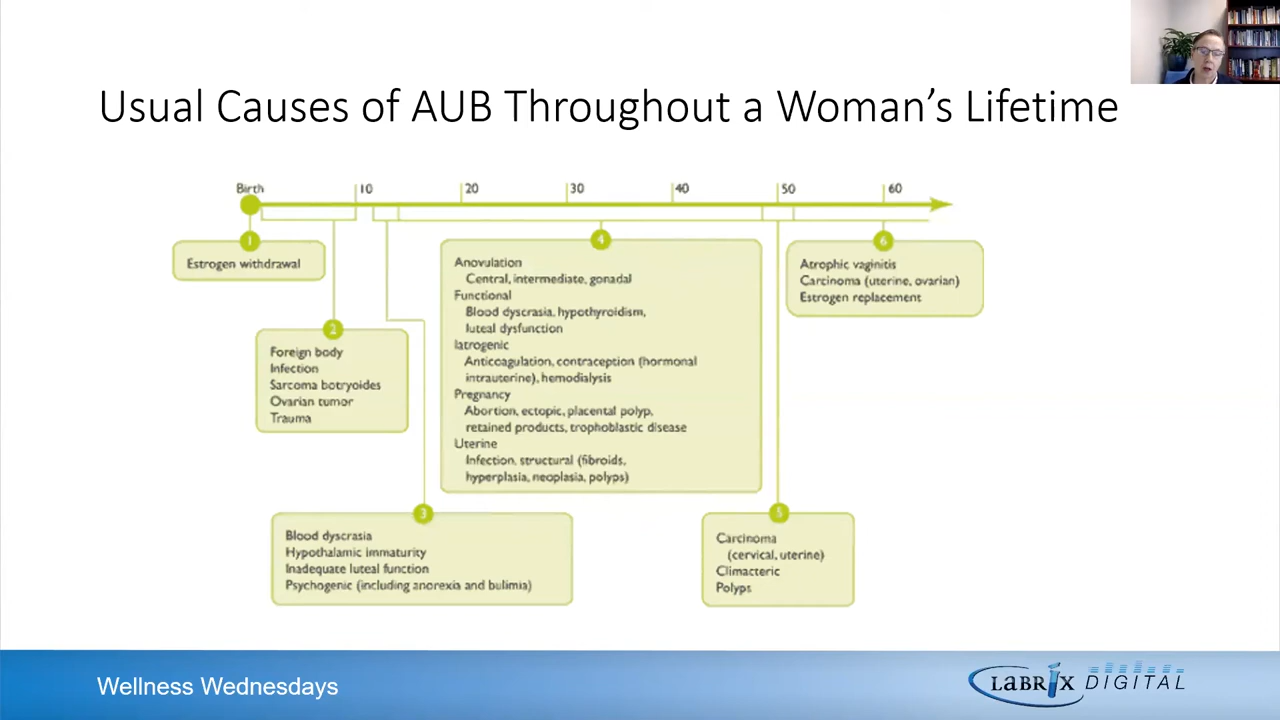 Usual Causes of AUB Throughout a Woman’s Lifetime
Birth
10
20
30
40
50
60
1
Estrogen withdrawal
2
Foreign body
Infection
Sarcoma botryoides
Ovarian tumor
Trauma
3
Blood dyscrasia
Hypothalamic immaturity
Inadequate luteal function
Psychogenic (including anorexia and bulimia)
4
Anovulation
Central, intermediate, gonadal
Functional
Blood dyscrasia, hypothyroidism,
luteal dysfunction
Iatrogenic
Anticoagulation, contraception (hormonal
intrauterine), hemodialysis
Pregnancy
Abortion, ectopic, placental polyp,
retained products, trophoblastic disease
Uterine
Infection, structural (fibroids,
hyperplasia, neoplasia, polyps)
5
Carcinoma
(cervical, uterine)
Climacteric
Polyps
6
Atrophic vaginitis
Carcinoma (uterine, ovarian)
Estrogen replacement
Wellness Wednesdays
LABRIX DIGITAL